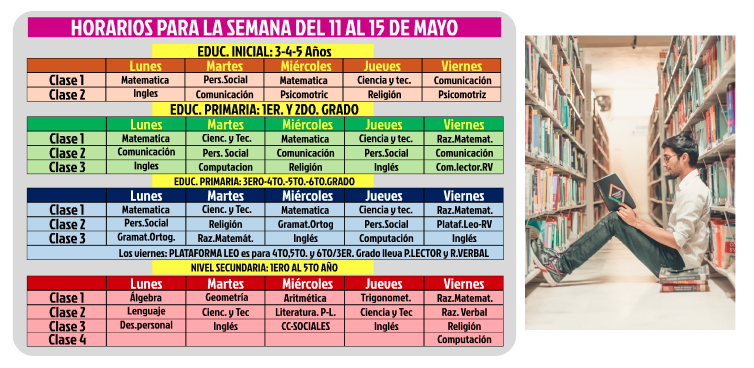 HORARIOS PARA LA SEMANA DEL 11 AL 15 DE MAYO
EDUC. INICIAL: 3-4-5 Años
Lunes Martes Miércoles Jueves Viernes
Clase 1 Matematica Pers.Social Matematica Ciencia y tec. Comunicación
Clase 2 Ingles Comunicación Psicomotric Religión Psicomotriz
EDUC. PRIMARIA: 1ER. Y 2DO. GRADO
Lunes Martes Miércoles Jueves Viernes
Clase 1 Matematica Cienc. y Tec. Matematica Ciencia y tec. Raz.Matemat.
Clase 2 Comunicación Pers. Social Comunicación Pers.Social Comunicación
Clase 3 Ingles Computacion Religión Inglés Com.lector.RV
EDUC. PRIMARIA: 3ERO-4TO.-5TO.-6TO.GRADO
Lunes Martes Miércoles Jueves Viernes
Clase 1 Matematica Cienc. y Tec. Matematica Ciencia y tec. Raz.Matemat.
Clase 2 Pers.Social Religión Gramat.Ortog Pers.Social Plataf.Leo-RV
Clase 3 Gramat.Ortog. Raz.Matemát. Inglés Computación Inglés
Los viernes: PLATAFORMA LEO es para 4TO,5TO. y 6TO/3ER. Grado lleva P.LECTOR y R.VERBAL
NIVEL SECUNDARIA: 1ERO AL 5TO AÑO
Lunes Martes Miércoles Jueves Viernes
Clase 1 Álgebra Geometría Aritmética Trigonomet. Raz.Matemat.
Clase 2 Lenguaje Cienc. y Tec Literatura. P-L. Ciencia y Tec Raz. Verbal
Clase 3 Des.personal Inglés CC-SOCIALES Inglés Religión
Clase 4 Computación